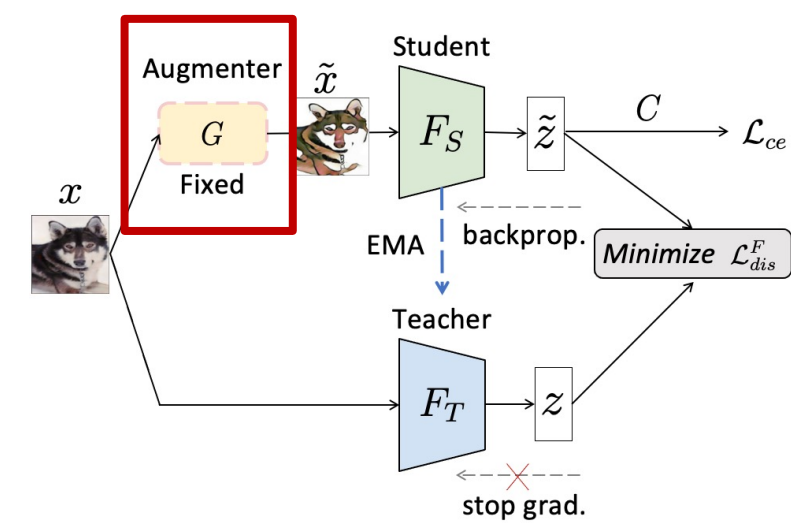 Student
Augmenter
x̃
G
F_S
z̃
C
ℒ_ce
Fixed
x
EMA
backprop.
Minimize ℒ^F_dis
Teacher
F_T
z
stop grad.